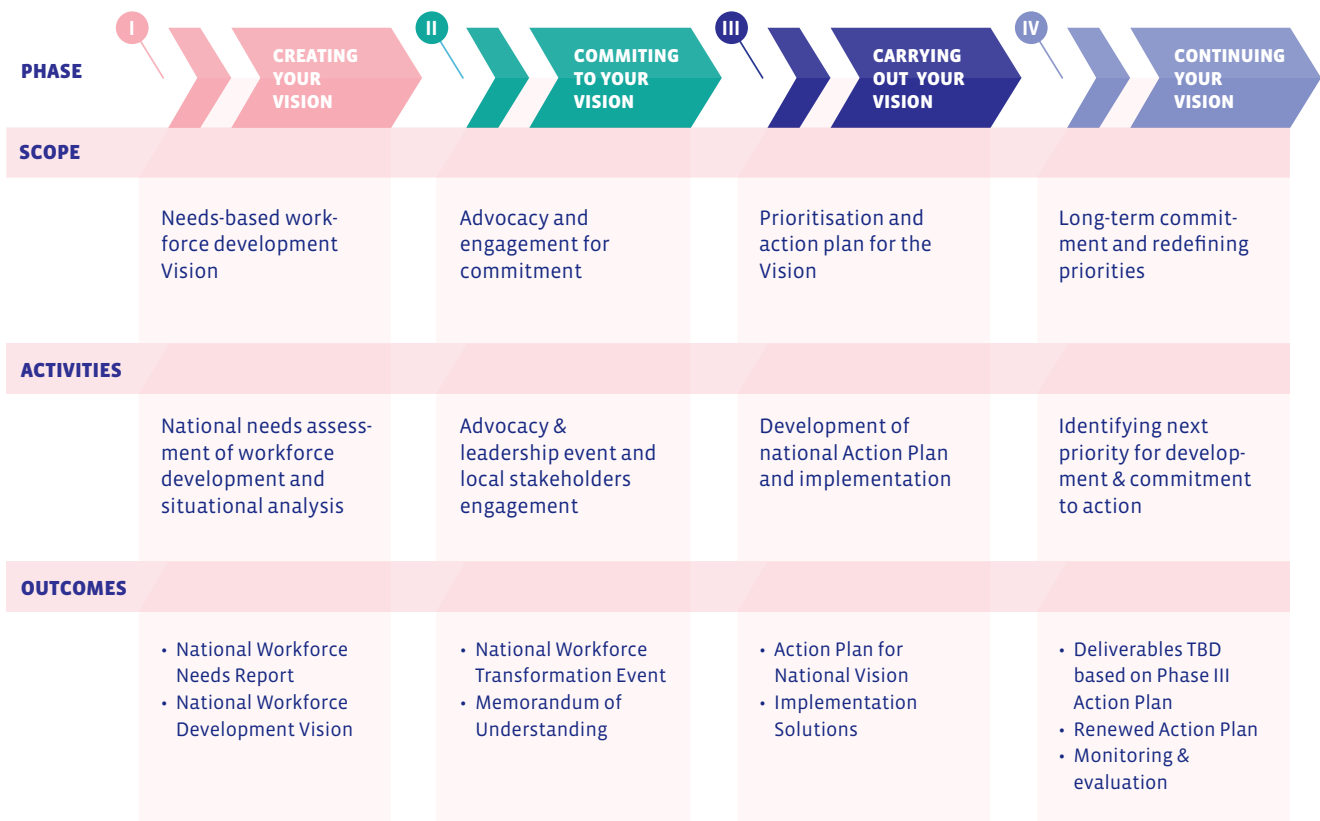 I
II
III
IV
PHASE
CREATING
YOUR
VISION
COMMITING
TO YOUR
VISION
CARRYING
OUT YOUR
VISION
CONTINUING
YOUR
VISION
SCOPE
Needs-based work-
force development
Vision
Advocacy and
engagement for
commitment
Prioritisation and
action plan for the
Vision
Long-term commit-
ment and redefining
priorities
ACTIVITIES
National needs assess-
ment of workforce
development and
situational analysis
Advocacy &
leadership event and
local stakeholders
engagement
Development of
national Action Plan
and implementation
Identifying next
priority for develop-
ment & commitment
to action
OUTCOMES
• National Workforce
Needs Report
• National Workforce
Development Vision
• National Workforce
Transformation Event
• Memorandum of
Understanding
• Action Plan for
National Vision
• Implementation
Solutions
• Deliverables TBD
based on Phase III
Action Plan
• Renewed Action Plan
• Monitoring &
evaluation